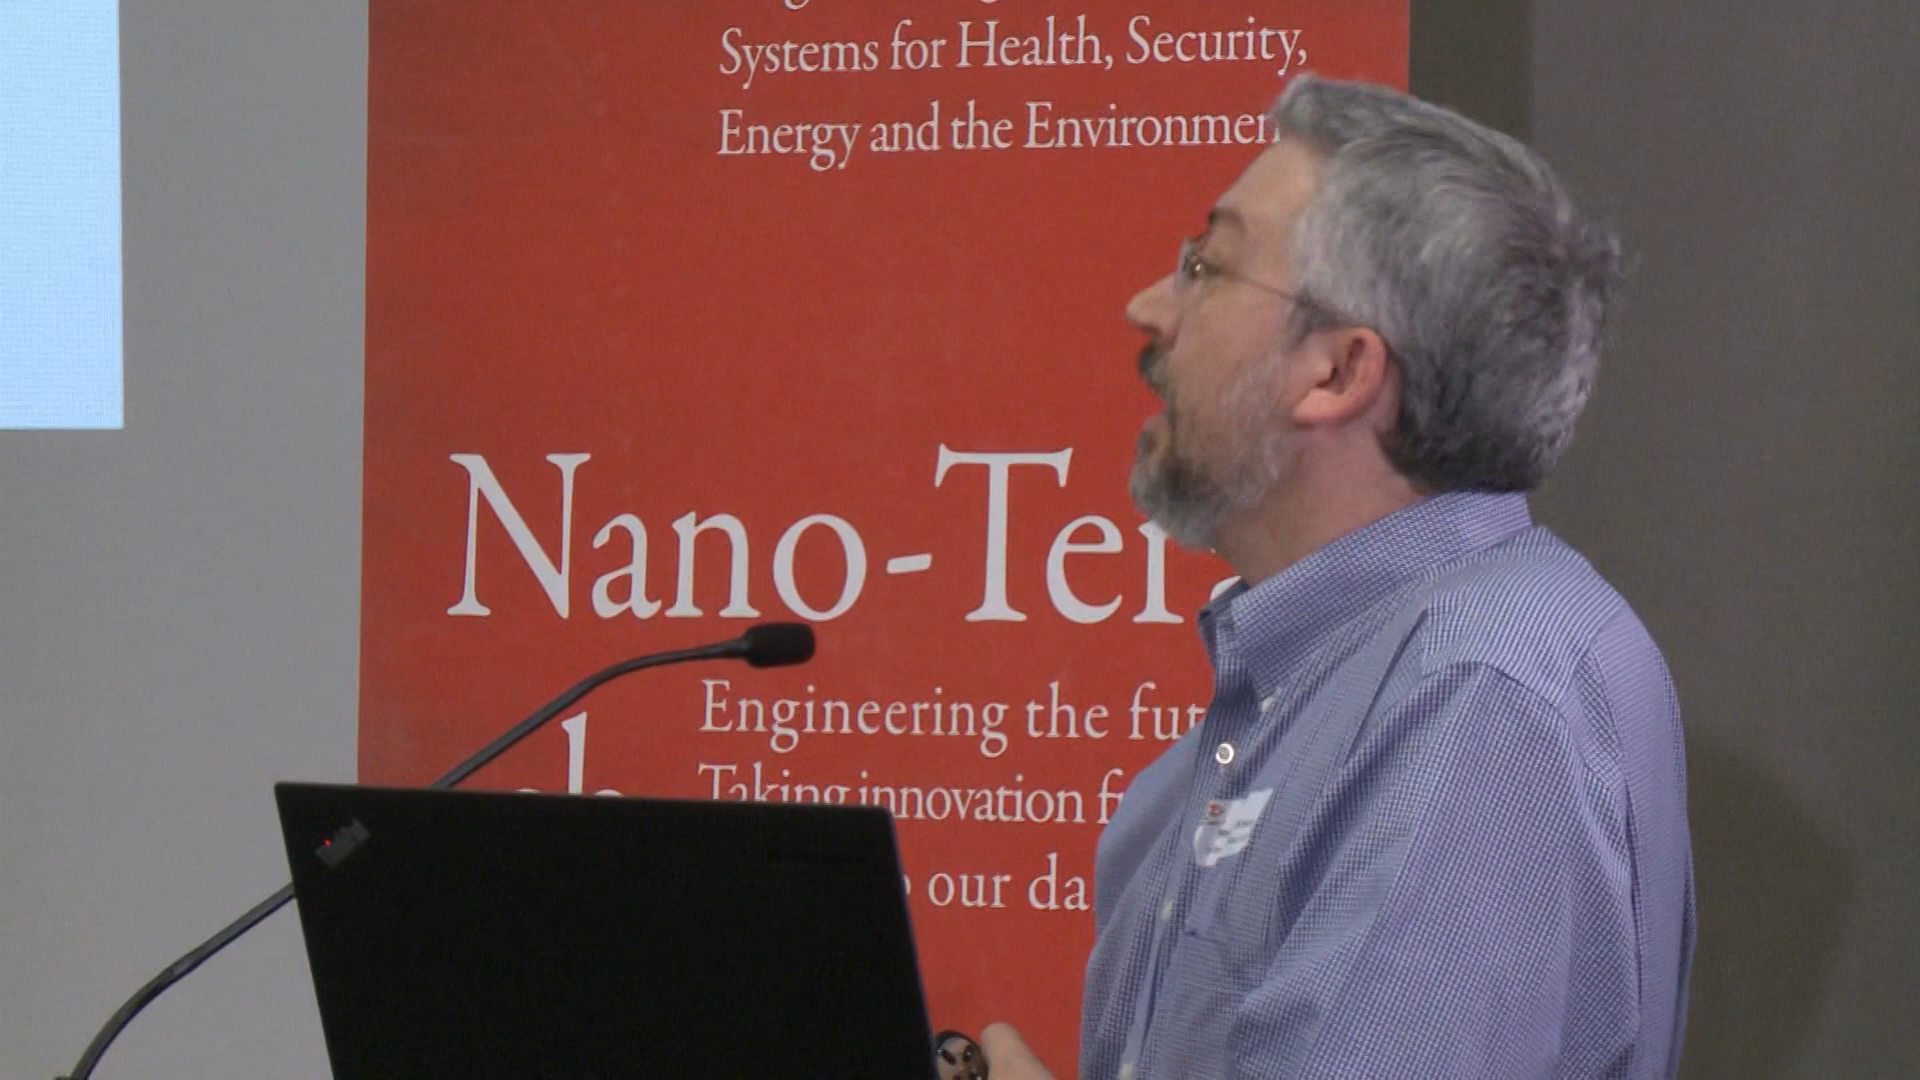 Systems for Health, Security,
Energy and the Environmen
Nano-Ter
Engineering the fut
Taking innovation f
our da